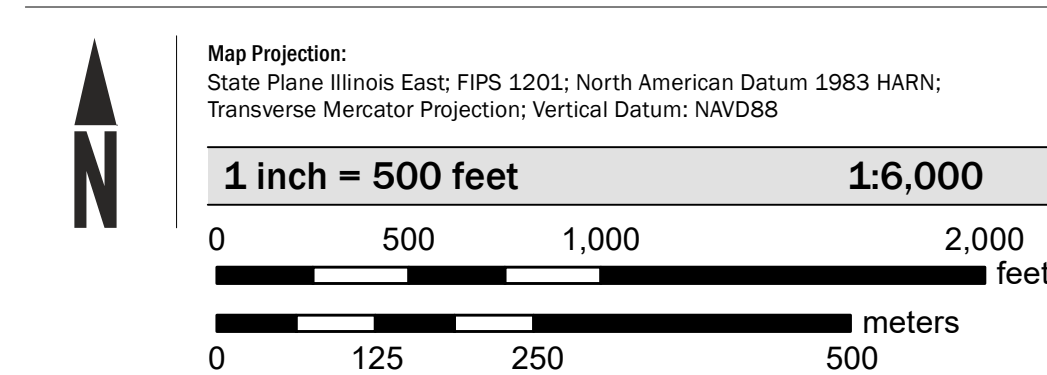 N
Map Projection:
State Plane Illinois East; FIPS 1201; North American Datum 1983 HARN;
Transverse Mercator Projection; Vertical Datum: NAVD88
1 inch = 500 feet 1:6,000
0 500 1,000 2,000
feet
meters
0 125 250 500